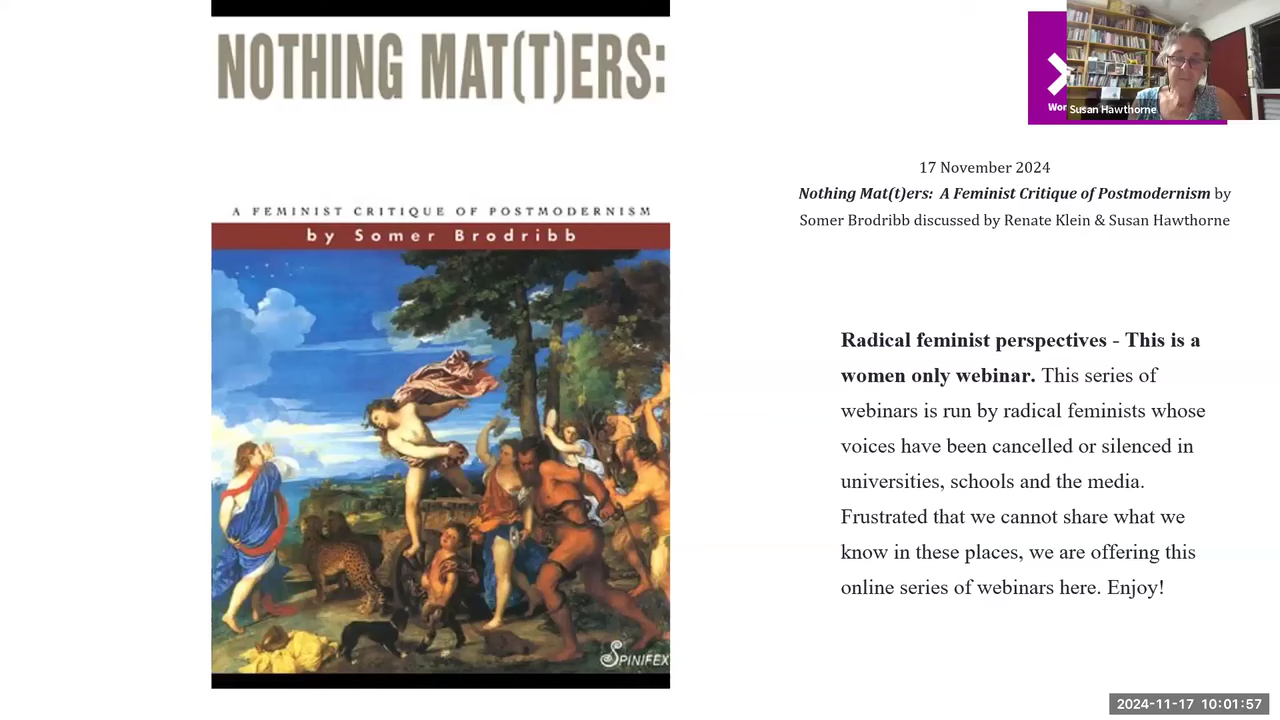 NOTHING MAT(T)ERS:
A FEMINIST CRITIQUE OF POSTMODERNISM
by Somer Brodribb
SPINIFEX
Wor
Susan Hawthorne
17 November 2024
Nothing Mat(t)ers: A Feminist Critique of Postmodernism by
Somer Brodribb discussed by Renate Klein & Susan Hawthorne
Radical feminist perspectives - This is a
women only webinar. This series of
webinars is run by radical feminists whose
voices have been cancelled or silenced in
universities, schools and the media.
Frustrated that we cannot share what we
know in these places, we are offering this
online series of webinars here. Enjoy!
2024-11-17 10:01:57